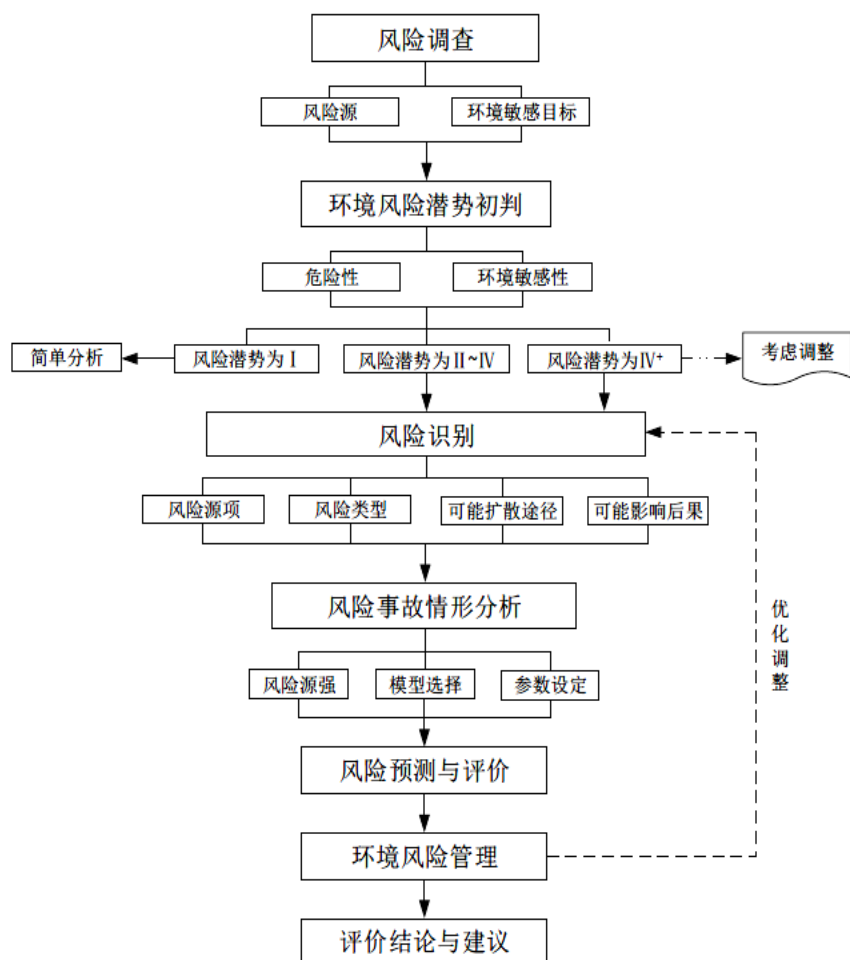 风险调查
风险源
环境敏感目标
环境风险潜势初判
危险性
环境敏感性
简单分析
风险潜势为Ⅰ
风险潜势为Ⅱ~Ⅳ
风险潜势为Ⅳ⁺
考虑调整
风险识别
风险源项
风险类型
可能扩散途径
可能影响后果
风险事故情形分析
风险源强
模型选择
参数设定
优化调整
风险预测与评价
环境风险管理
评价结论与建议